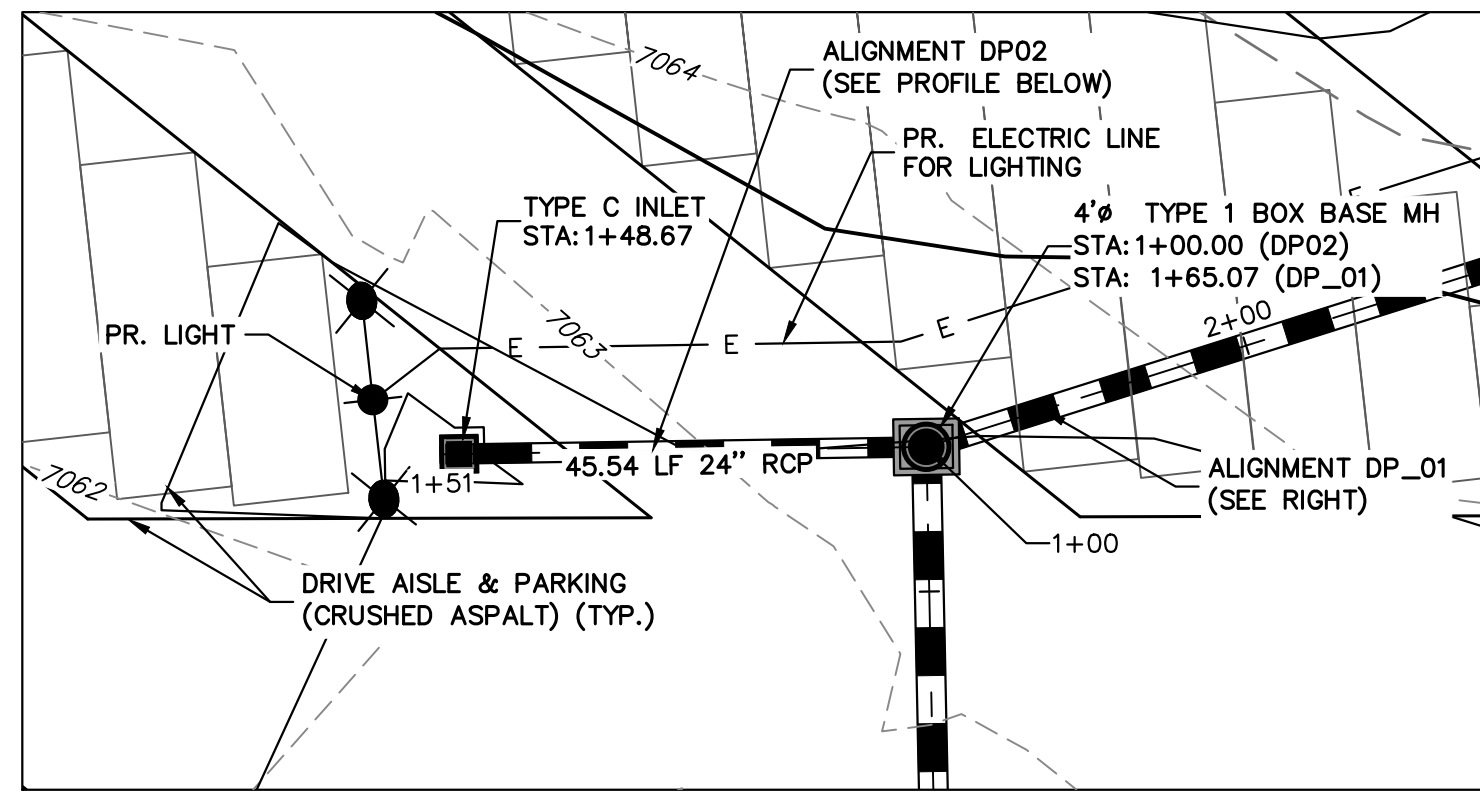 7064
ALIGNMENT DP02
(SEE PROFILE BELOW)
PR. ELECTRIC LINE
FOR LIGHTING
TYPE C INLET
STA:1+48.67
4'ø TYPE 1 BOX BASE MH
STA:1+00.00 (DP02)
STA: 1+65.07 (DP_01)
E
PR. LIGHT
7063
E
E
E
2+00
45.54 LF 24" RCP
1+51
7062
ALIGNMENT DP_01
(SEE RIGHT)
1+00
DRIVE AISLE & PARKING
(CRUSHED ASPALT) (TYP.)